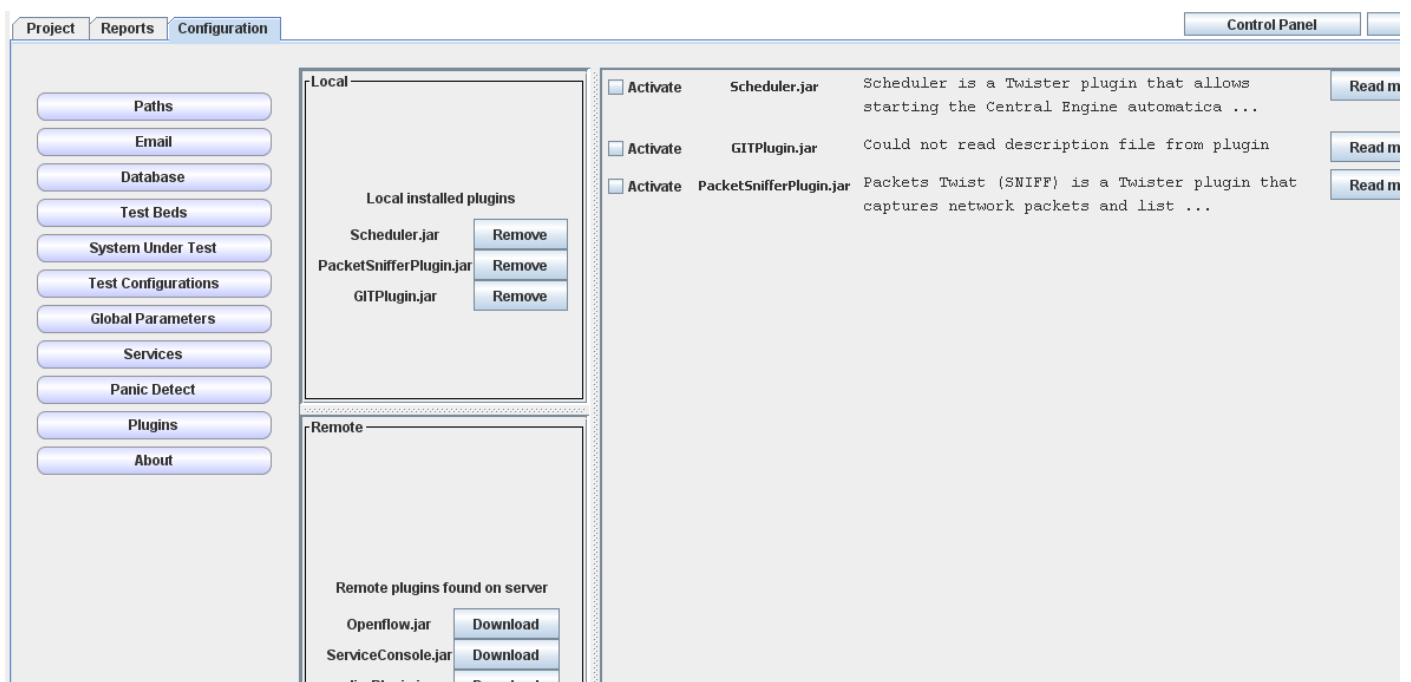 Project Reports Configuration
Control Panel
Paths
Email
Database
Test Beds
System Under Test
Test Configurations
Global Parameters
Services
Panic Detect
Plugins
About
Local
Local installed plugins
Scheduler.jar Remove
PacketSnifferPlugin.jar Remove
GITPlugin.jar Remove
Remote
Remote plugins found on server
Openflow.jar Download
ServiceConsole.jar Download
Activate Scheduler.jar Scheduler is a Twister plugin that allows Read m
starting the Central Engine automatica ...
Activate GITPlugin.jar Could not read description file from plugin Read m
Activate PacketSnifferPlugin.jar Packets Twist (SNIFF) is a Twister plugin that Read m
captures network packets and list ...